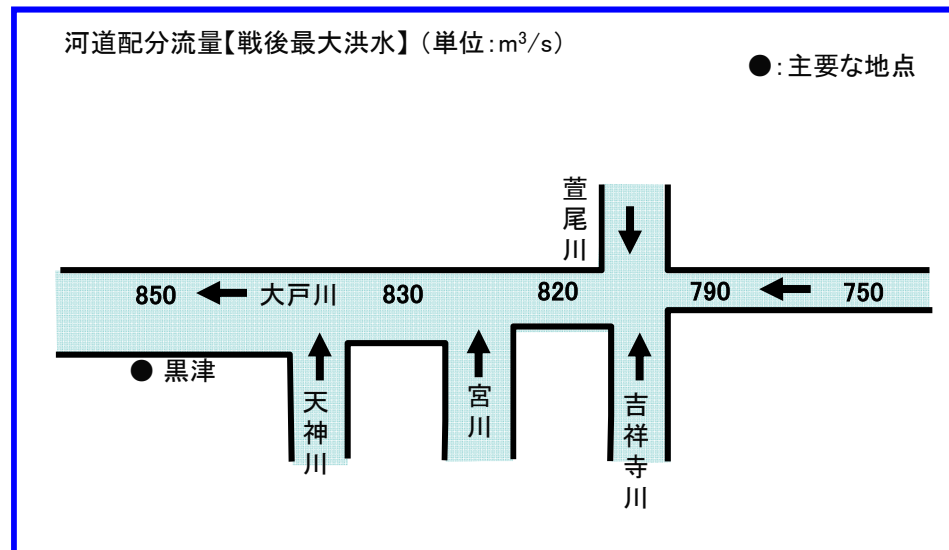 河道配分流量【戦後最大洪水】（単位：m³/s）
●：主要な地点
萱尾川
850
大戸川
830
820
790
750
● 黒津
天神川
宮川
吉祥寺川